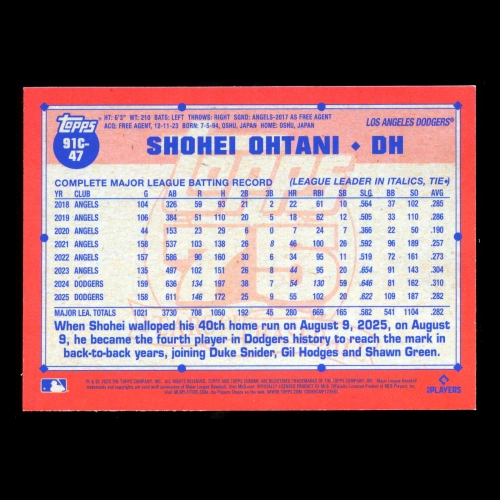 topps
91C-
47
HT: 6'3" WT: 210 BATS: LEFT THROWS: RIGHT SGND: ANGELS-2017 AS FREE AGENT
ACQ: FREE AGENT, 12-11-23 BORN: 7-5-94, OSHU, JAPAN HOME: OSHU, JAPAN
LOS ANGELES DODGERS®
SHOHEI OHTANI • DH
COMPLETE MAJOR LEAGUE BATTING RECORD (LEAGUE LEADER IN ITALICS, TIE•)
YR CLUB G AB R H 2B 3B HR RBI SB SLG BB SO AVG
2018 ANGELS 104 326 59 93 21 2 22 61 10 .564 37 102 .285
2019 ANGELS 106 384 51 110 20 5 18 62 12 .505 33 110 .286
2020 ANGELS 44 153 23 29 6 0 7 24 7 .366 22 50 .190
2021 ANGELS 158 537 103 138 26 8 46 100 26 .592 96 189 .257
2022 ANGELS 157 586 90 160 30 6 34 95 11 .519 72 161 .273
2023 ANGELS 135 497 102 151 26 8 44 95 20 .654 91 143 .304
2024 DODGERS 159 636 134 197 38 7 54 130 59 .646 81 162 .310
2025 DODGERS 158 611 146 172 25 9 55 102 20 .622 109 187 .282
MAJOR LEA. TOTALS 1021 3730 708 1050 192 45 280 669 165 .582 541 1104 .282
When Shohei walloped his 40th home run on August 9, 2025, on August
9, he became the fourth player in Dodgers history to reach the mark in
back-to-back years, joining Duke Snider, Gil Hodges and Shawn Green.
PLAYERS